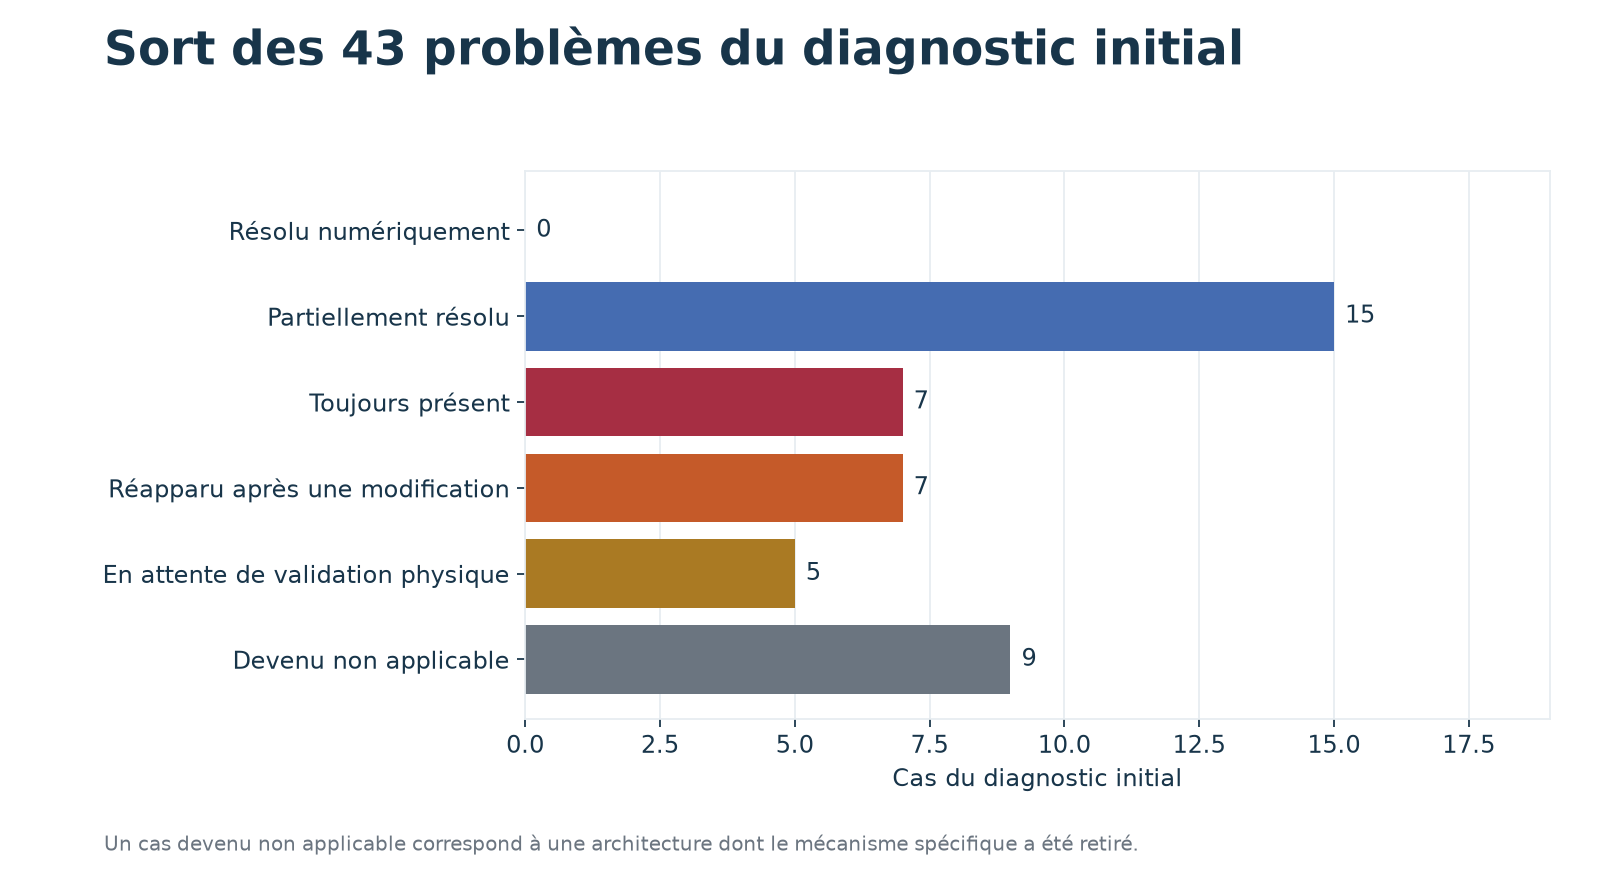 Sort des 43 problèmes du diagnostic initial
Résolu numériquement
0
Partiellement résolu
15
Toujours présent
7
Réapparu après une modification
7
En attente de validation physique
5
Devenu non applicable
9
0.0 2.5 5.0 7.5 10.0 12.5 15.0 17.5
Cas du diagnostic initial
Un cas devenu non applicable correspond à une architecture dont le mécanisme spécifique a été retiré.